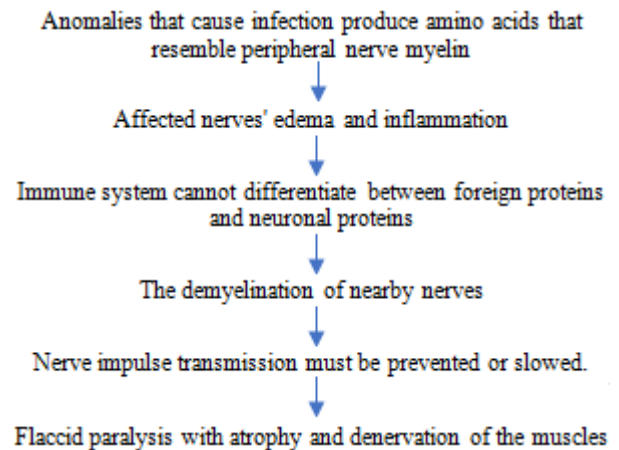 Anomalies that cause infection produce amino acids that
resemble peripheral nerve myelin
Affected nerves' edema and inflammation
Immune system cannot differentiate between foreign proteins
and neuronal proteins
The demyelination of nearby nerves
Nerve impulse transmission must be prevented or slowed.
Flaccid paralysis with atrophy and denervation of the muscles